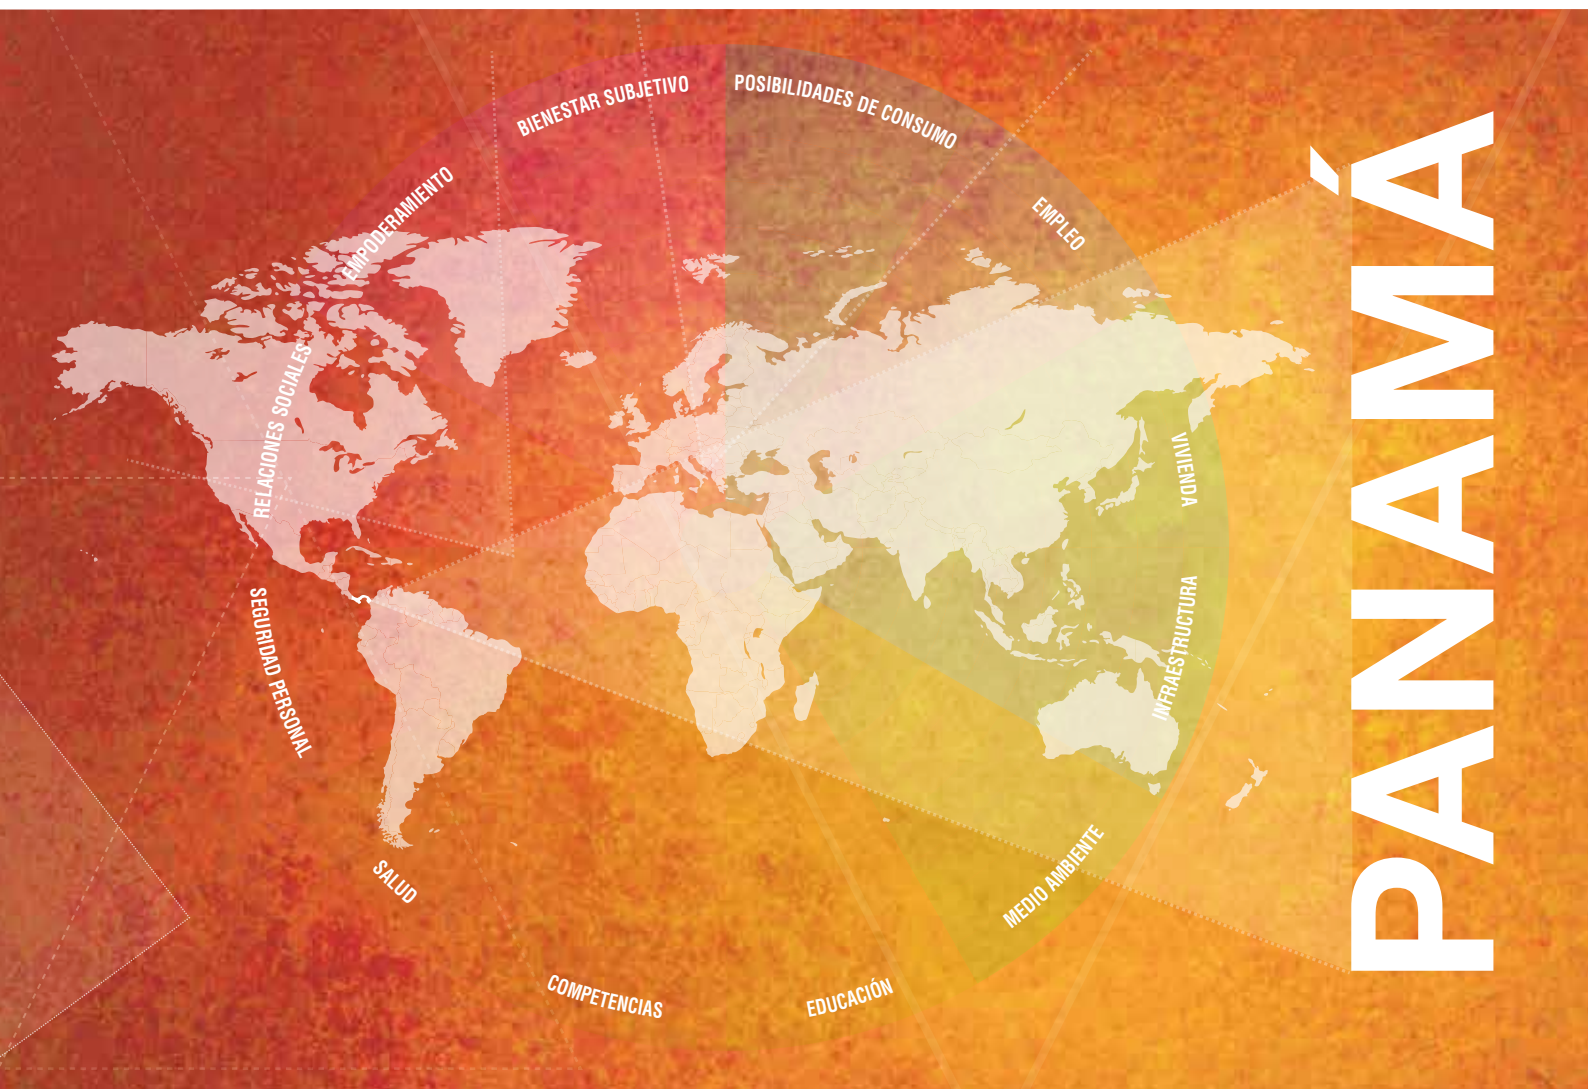 BIENESTAR SUBJETIVO
POSIBILIDADES DE CONSUMO
EMPLEO
VIVIENDA
INFRAESTRUCTURA
MEDIO AMBIENTE
EDUCACIÓN
COMPETENCIAS
SALUD
SEGURIDAD PERSONAL
RELACIONES SOCIALES
EMPODERAMIENTO
PANAMÁ